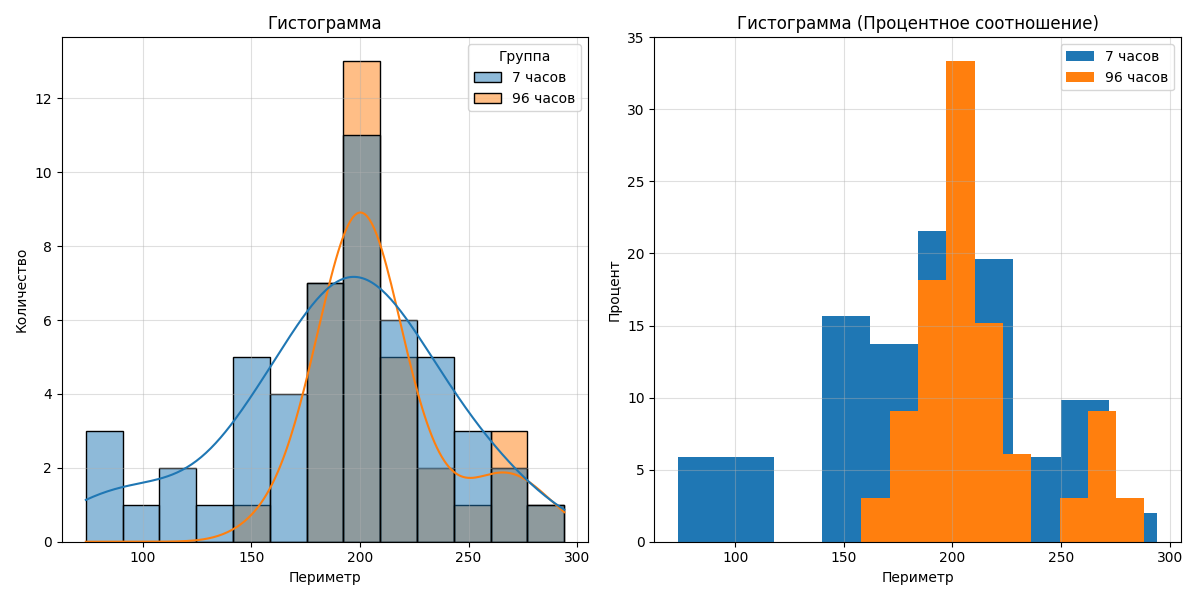 Гистограмма
Количество
12
10
8
6
4
2
0
Группа
7 часов
96 часов
100
150
200
250
300
Периметр
Гистограмма (Процентное соотношение)
Процент
35
30
25
20
15
10
5
0
7 часов
96 часов
100
150
200
250
300
Периметр